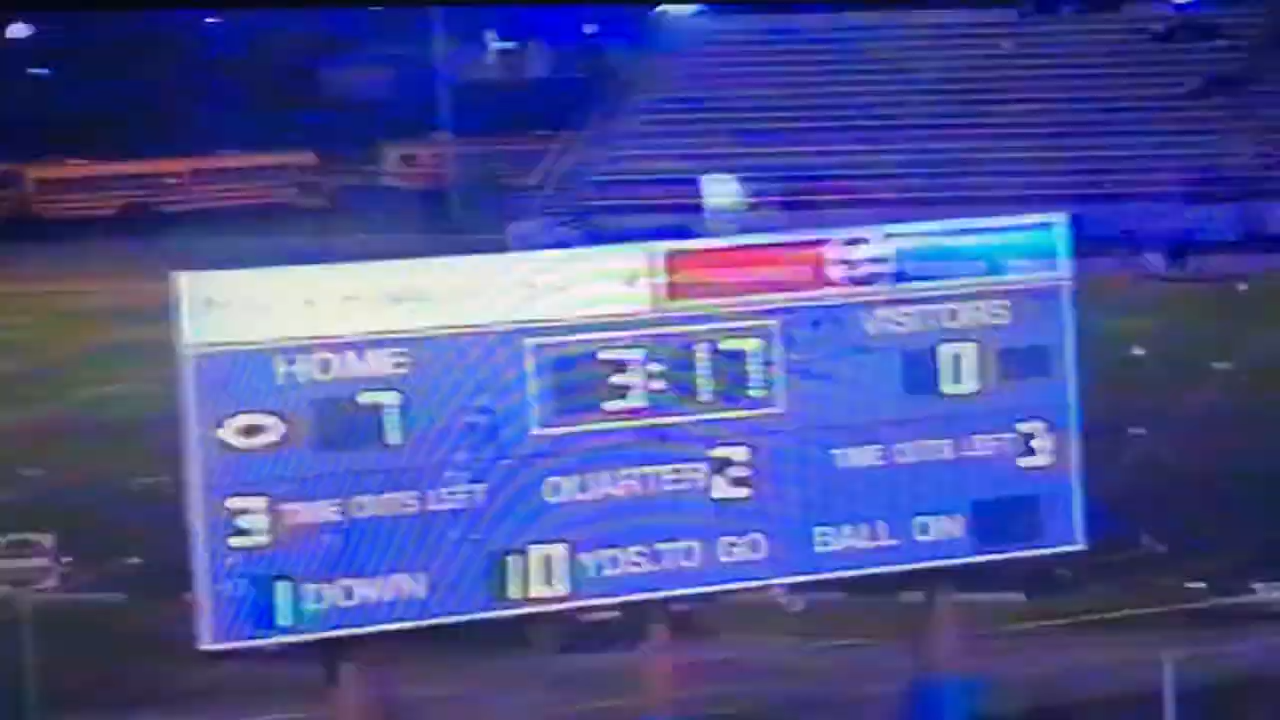 HOME 3:17 VISITORS
7 0
3 TIME OUTS LEFT QUARTER 2 TIME OUTS LEFT 3
1 DOWN 10 YDS.TO GO BALL ON